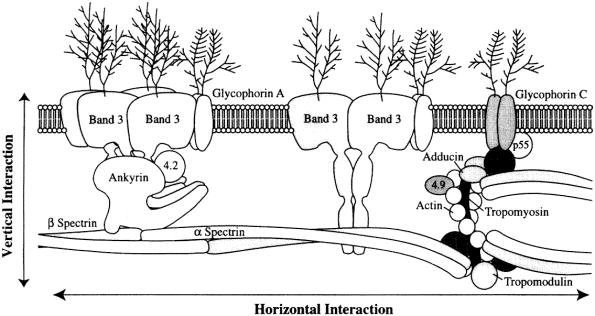 Glycophorin A
Glycophorin C
Band 3
Band 3
Band 3
Band 3
p55
4.2
Adducin
Ankyrin
4.9
Actin
Tropomyosin
β Spectrin
α Spectrin
Tropomodulin
Vertical Interaction
Horizontal Interaction